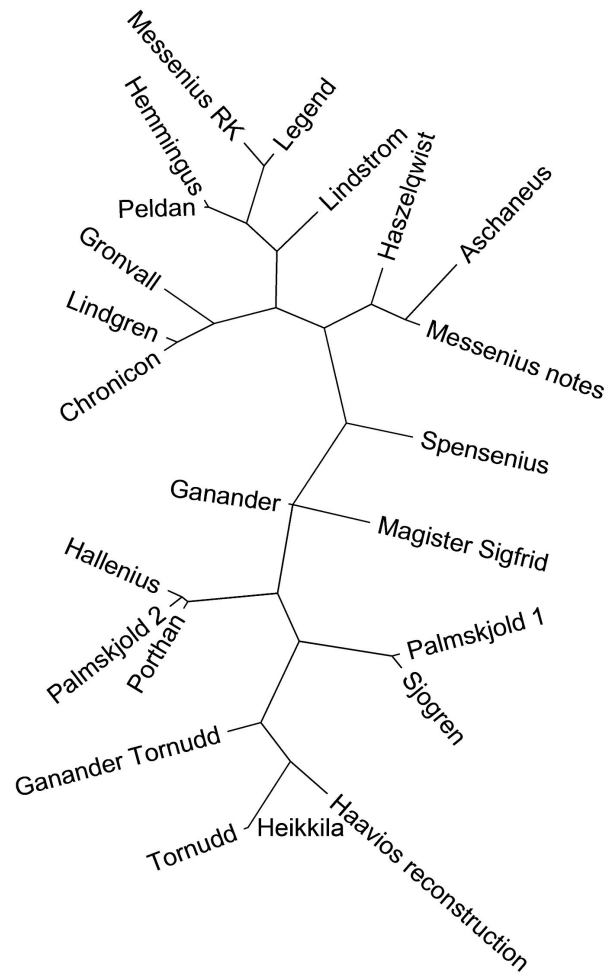 Messenius RK
Legend
Hemmingus
Peldan
Lindstrom
Haszelqwist
Aschaneus
Gronvall
Lindgren
Chronicon
Messenius notes
Spensenius
Ganander
Magister Sigfrid
Hallenius
Palmskjold 2
Porthan
Palmskjold 1
Sjogren
Ganander Tornudd
Tornudd
Heikkila
Haavios reconstruction